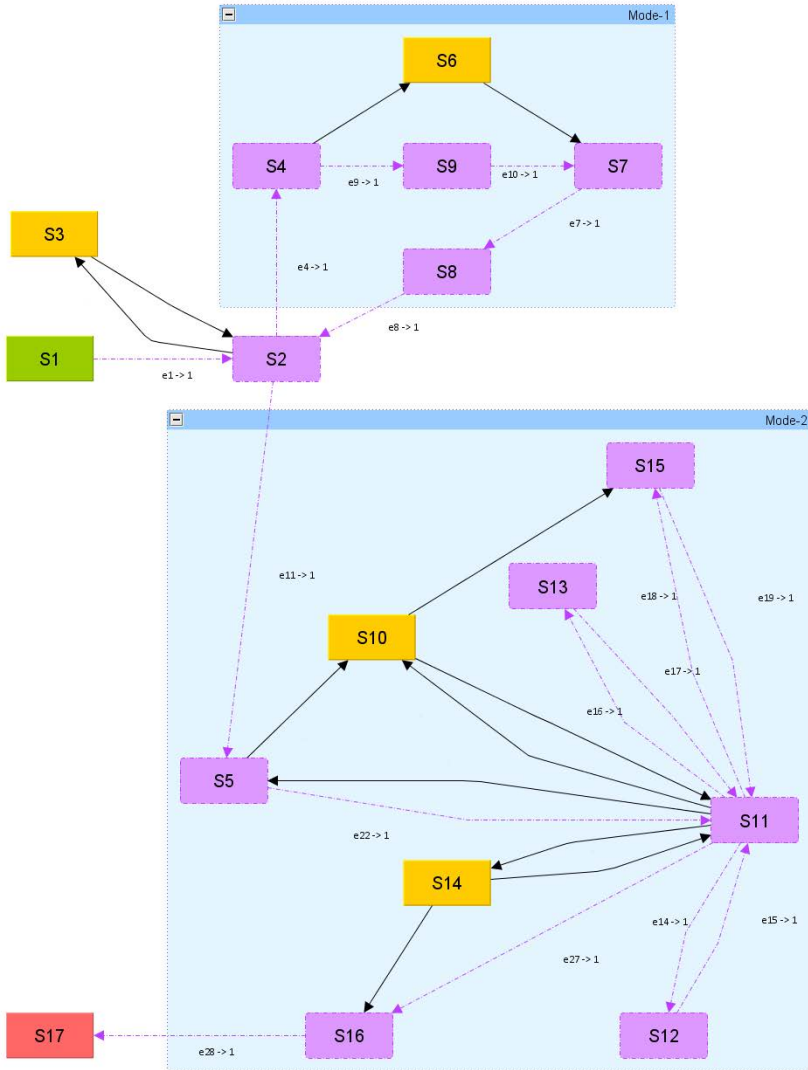 Mode-1
S6
S4
S9
S7
e9 -> 1
e10 -> 1
S3
e7 -> 1
S8
e4 -> 1
e8 -> 1
S1
S2
e1 -> 1
Mode-2
S15
e11 -> 1
S13
e18 -> 1
e19 -> 1
S10
e17 -> 1
e16 -> 1
S5
S11
e22 -> 1
S14
e14 -> 1
e15 -> 1
e27 -> 1
S17
S16
S12
e28 -> 1